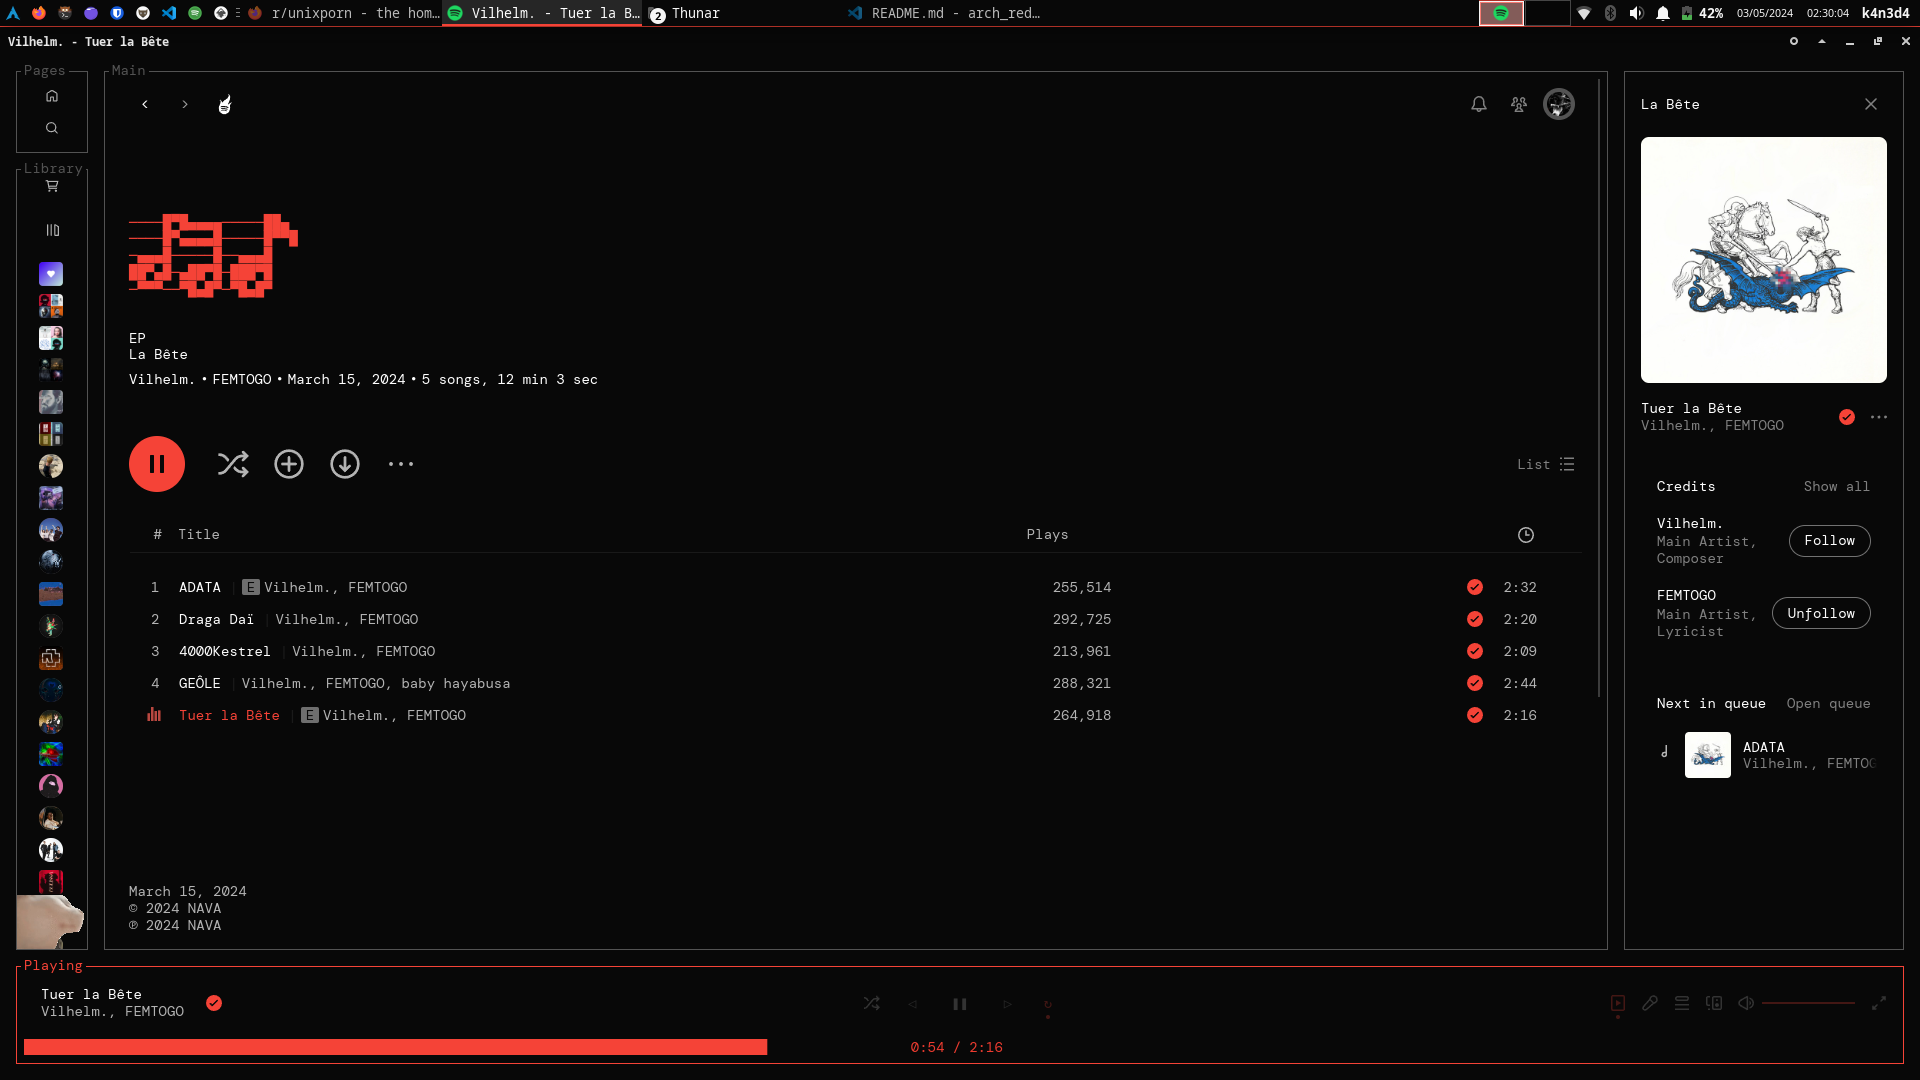 r/unixporn - the hom...
Vilhelm. - Tuer la B...
2 Thunar
README.md - arch_red...
42%
03/05/2024
02:30:04
k4n3d4
Vilhelm. - Tuer la Bête
Pages
Library
Main
EP
La Bête
Vilhelm. • FEMTOGO • March 15, 2024 • 5 songs, 12 min 3 sec
List
# Title Plays
1 ADATA E Vilhelm., FEMTOGO 255,514 2:32
2 Draga Daï Vilhelm., FEMTOGO 292,725 2:20
3 4000Kestrel Vilhelm., FEMTOGO 213,961 2:09
4 GEÔLE Vilhelm., FEMTOGO, baby hayabusa 288,321 2:44
Tuer la Bête E Vilhelm., FEMTOGO 264,918 2:16
March 15, 2024
© 2024 NAVA
℗ 2024 NAVA
La Bête
Tuer la Bête
Vilhelm., FEMTOGO
Credits Show all
Vilhelm.
Main Artist,
Composer
Follow
FEMTOGO
Main Artist,
Lyricist
Unfollow
Next in queue Open queue
ADATA
Vilhelm., FEMTOG
Playing
Tuer la Bête
Vilhelm., FEMTOGO
0:54 / 2:16